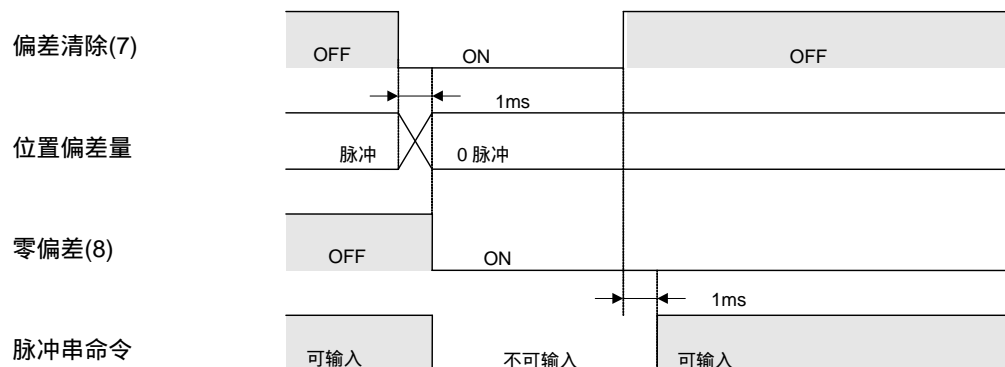 偏差清除(7)
OFF
ON
OFF
1ms
位置偏差量
脉冲
0 脉冲
零偏差(8)
OFF
ON
1ms
脉冲串命令
可输入
不可输入
可输入